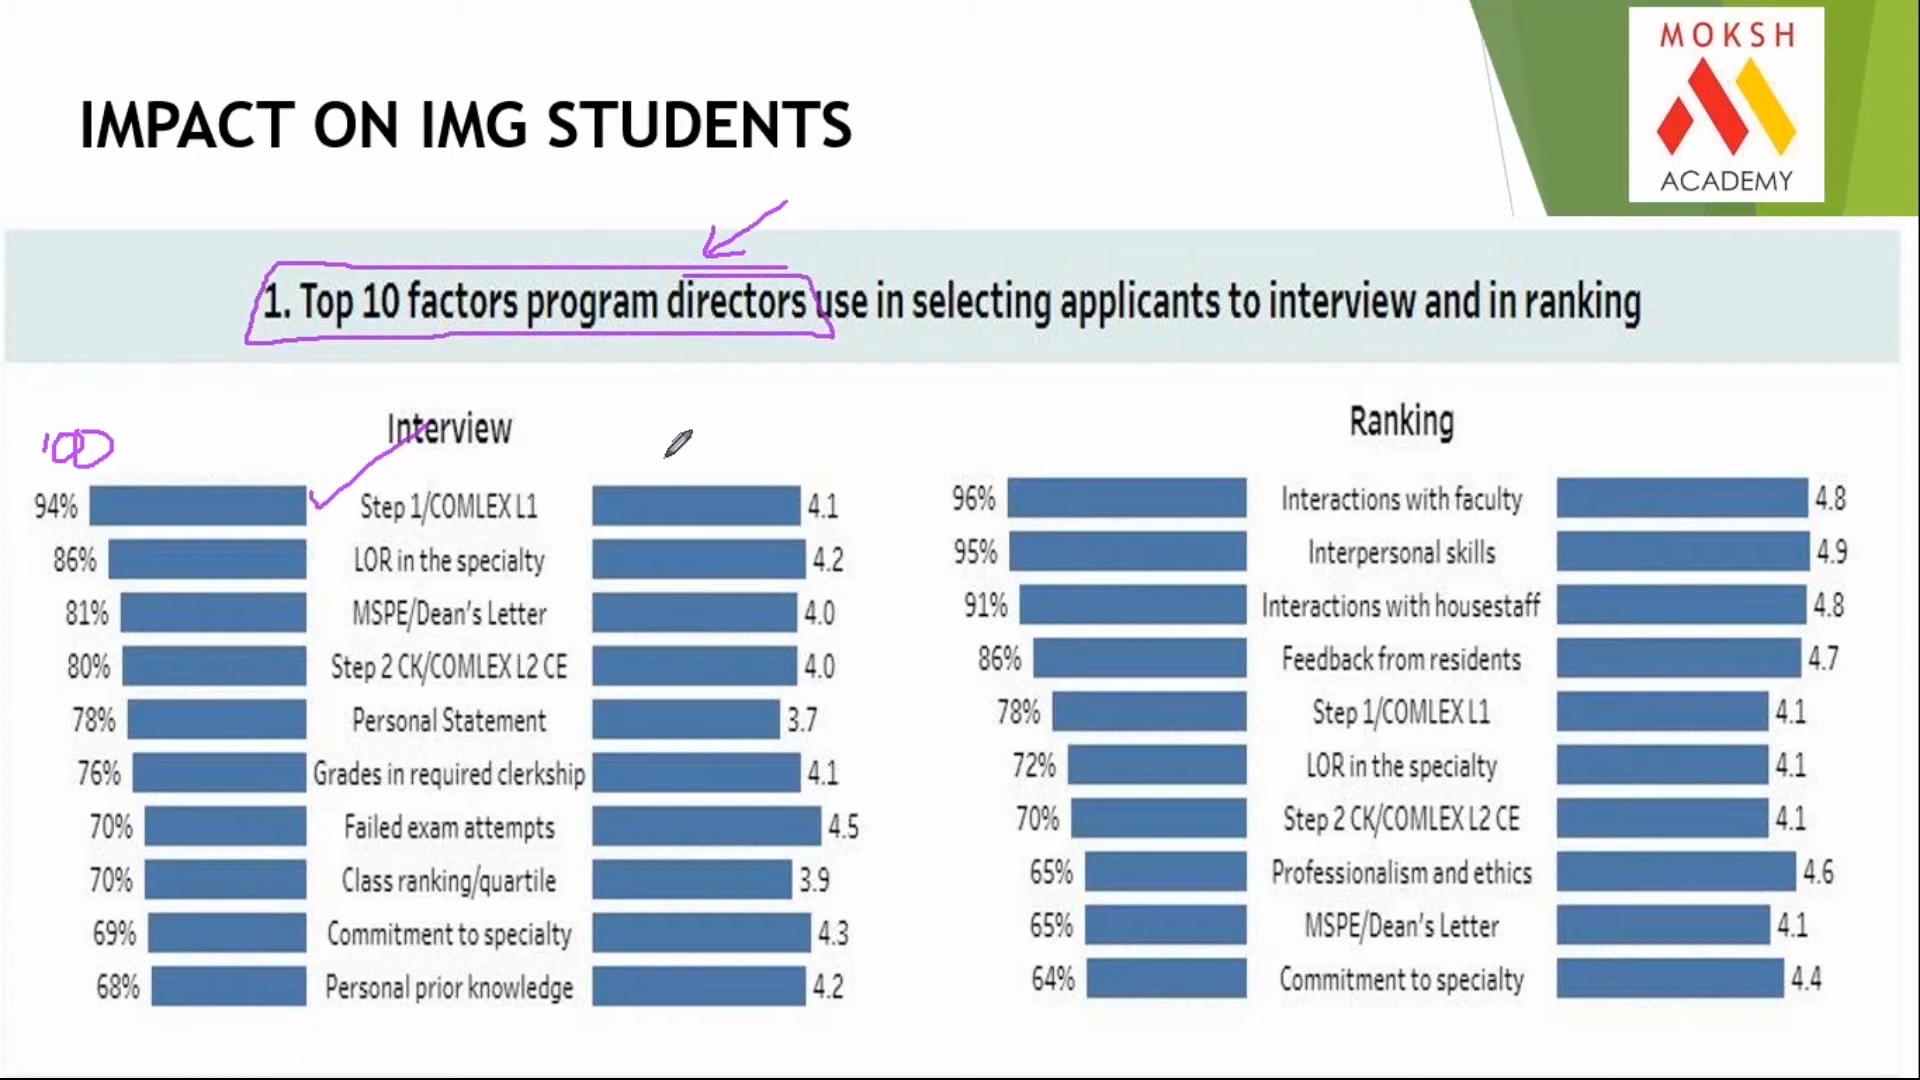 MOKSH
ACADEMY
IMPACT ON IMG STUDENTS
1. Top 10 factors program directors use in selecting applicants to interview and in ranking
100
Interview
94% Step 1/COMLEX L1 4.1
86% LOR in the specialty 4.2
81% MSPE/Dean's Letter 4.0
80% Step 2 CK/COMLEX L2 CE 4.0
78% Personal Statement 3.7
76% Grades in required clerkship 4.1
70% Failed exam attempts 4.5
70% Class ranking/quartile 3.9
69% Commitment to specialty 4.3
68% Personal prior knowledge 4.2
Ranking
96% Interactions with faculty 4.8
95% Interpersonal skills 4.9
91% Interactions with housestaff 4.8
86% Feedback from residents 4.7
78% Step 1/COMLEX L1 4.1
72% LOR in the specialty 4.1
70% Step 2 CK/COMLEX L2 CE 4.1
65% Professionalism and ethics 4.6
65% MSPE/Dean's Letter 4.1
64% Commitment to specialty 4.4